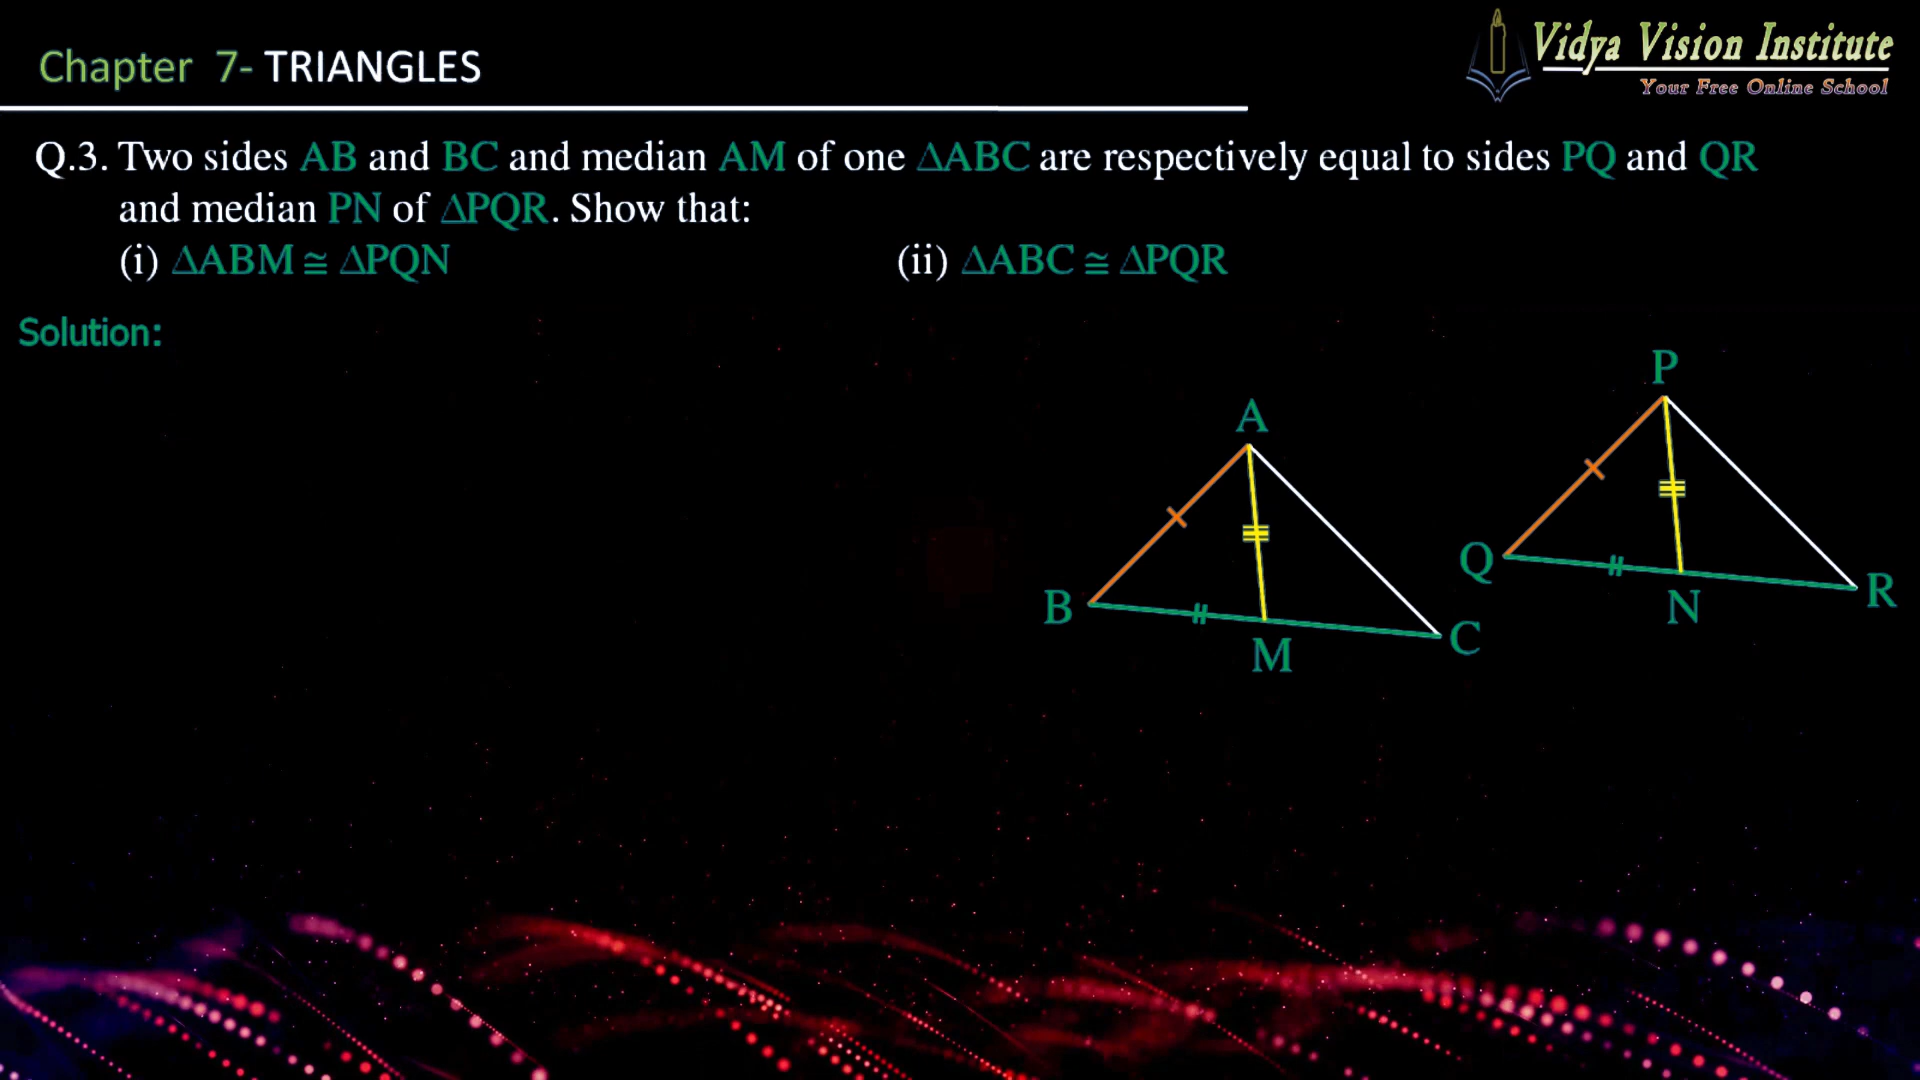 Chapter 7- TRIANGLES
Vidya Vision Institute
Your Free Online School
Q.3. Two sides AB and BC and median AM of one ΔABC are respectively equal to sides PQ and QR
and median PN of ΔPQR. Show that:
(i) ΔABM ≅ ΔPQN (ii) ΔABC ≅ ΔPQR
Solution:
P
A
Q
B
R
N
C
M